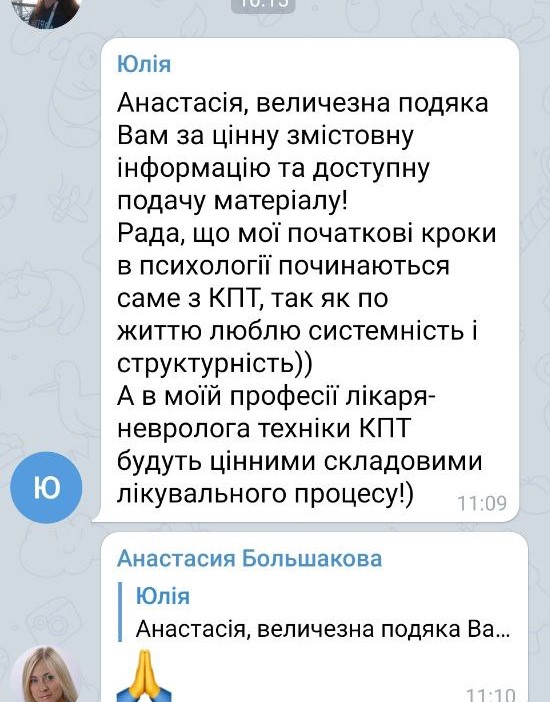 Юлія
Анастасія, величезна подяка
Вам за цінну змістовну
інформацію та доступну
подачу матеріалу!
Рада, що мої початкові кроки
в психології починаються
саме з КПТ, так як по
життю люблю системність і
структурність))
А в моїй професії лікаря-
невролога техніки КПТ
будуть цінними складовими
лікувального процесу!)
11:09
Ю
Анастасия Большакова
Юлія
Анастасія, величезна подяка Ва...
🙏
11:10